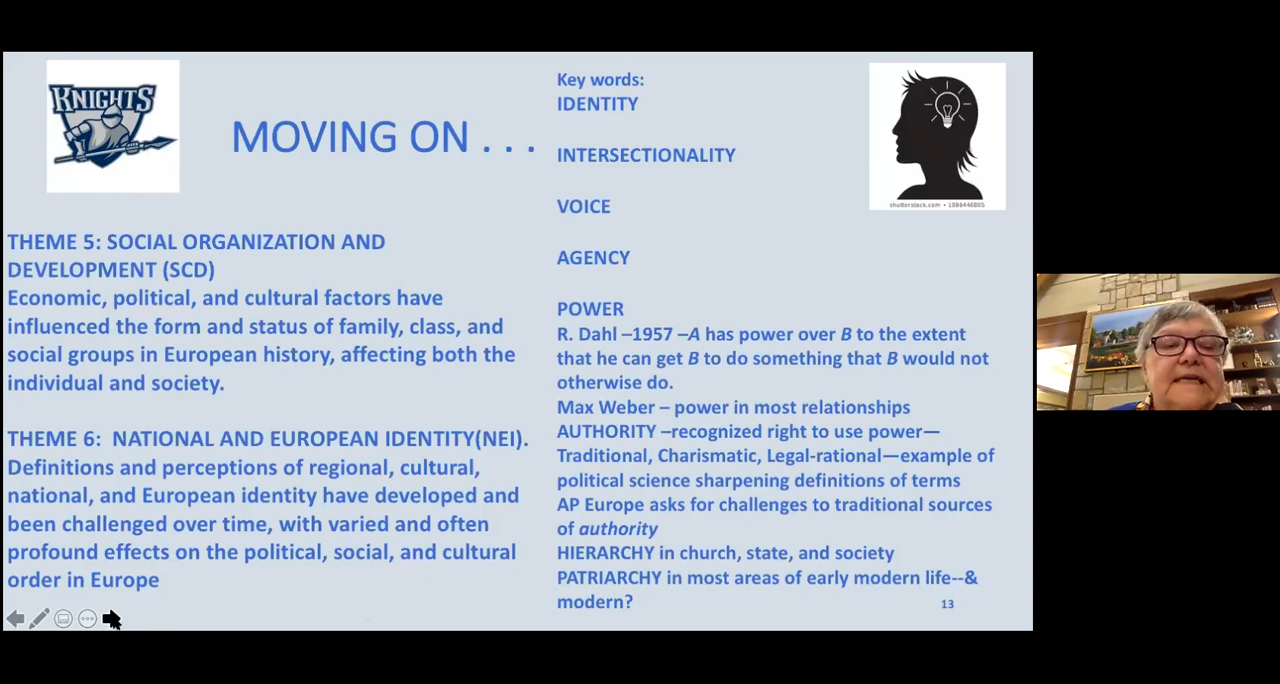 KNIGHTS
MOVING ON . . .
THEME 5: SOCIAL ORGANIZATION AND
DEVELOPMENT (SCD)
Economic, political, and cultural factors have
influenced the form and status of family, class, and
social groups in European history, affecting both the
individual and society.
THEME 6:  NATIONAL AND EUROPEAN IDENTITY(NEI).
Definitions and perceptions of regional, cultural,
national, and European identity have developed and
been challenged over time, with varied and often
profound effects on the political, social, and cultural
order in Europe
Key words:
IDENTITY
INTERSECTIONALITY
VOICE
AGENCY
POWER
R. Dahl –1957 –A has power over B to the extent
that he can get B to do something that B would not
otherwise do.
Max Weber – power in most relationships
AUTHORITY –recognized right to use power—
Traditional, Charismatic, Legal-rational—example of
political science sharpening definitions of terms
AP Europe asks for challenges to traditional sources
of authority
HIERARCHY in church, state, and society
PATRIARCHY in most areas of early modern life--&
modern?
13
shutterstock.com • 1888446805